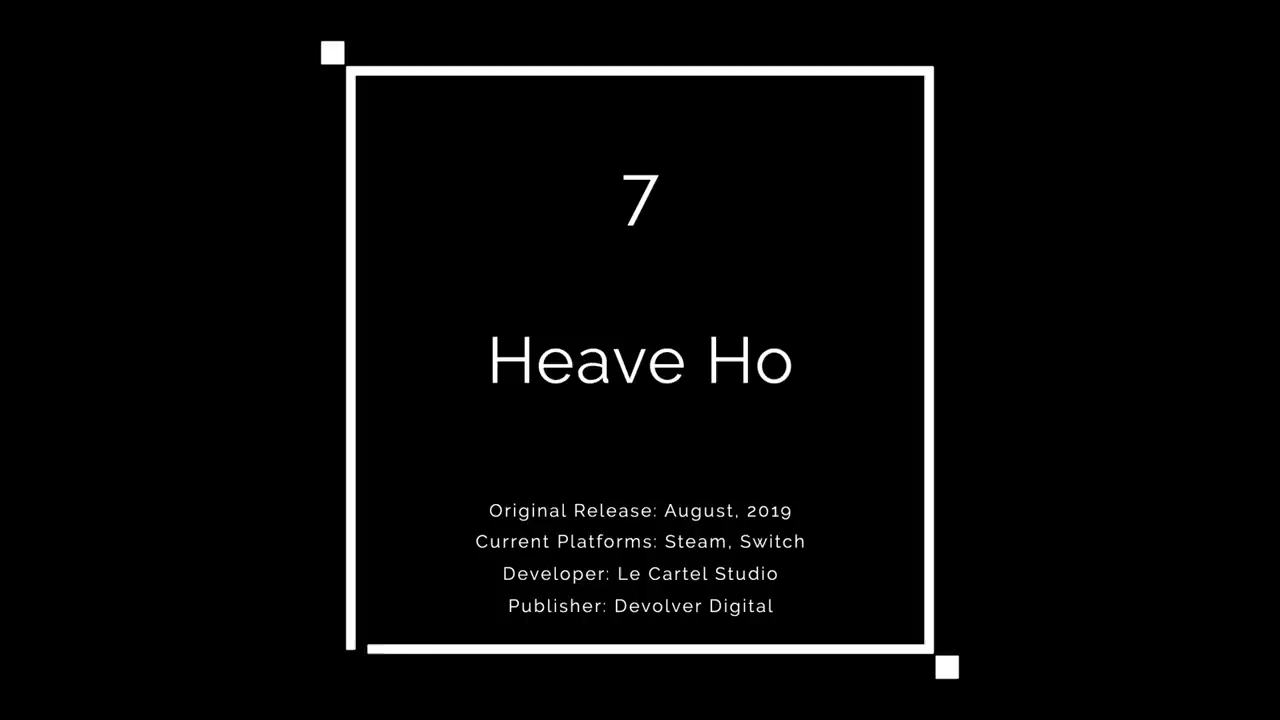 7
Heave Ho
Original Release: August, 2019
Current Platforms: Steam, Switch
Developer: Le Cartel Studio
Publisher: Devolver Digital